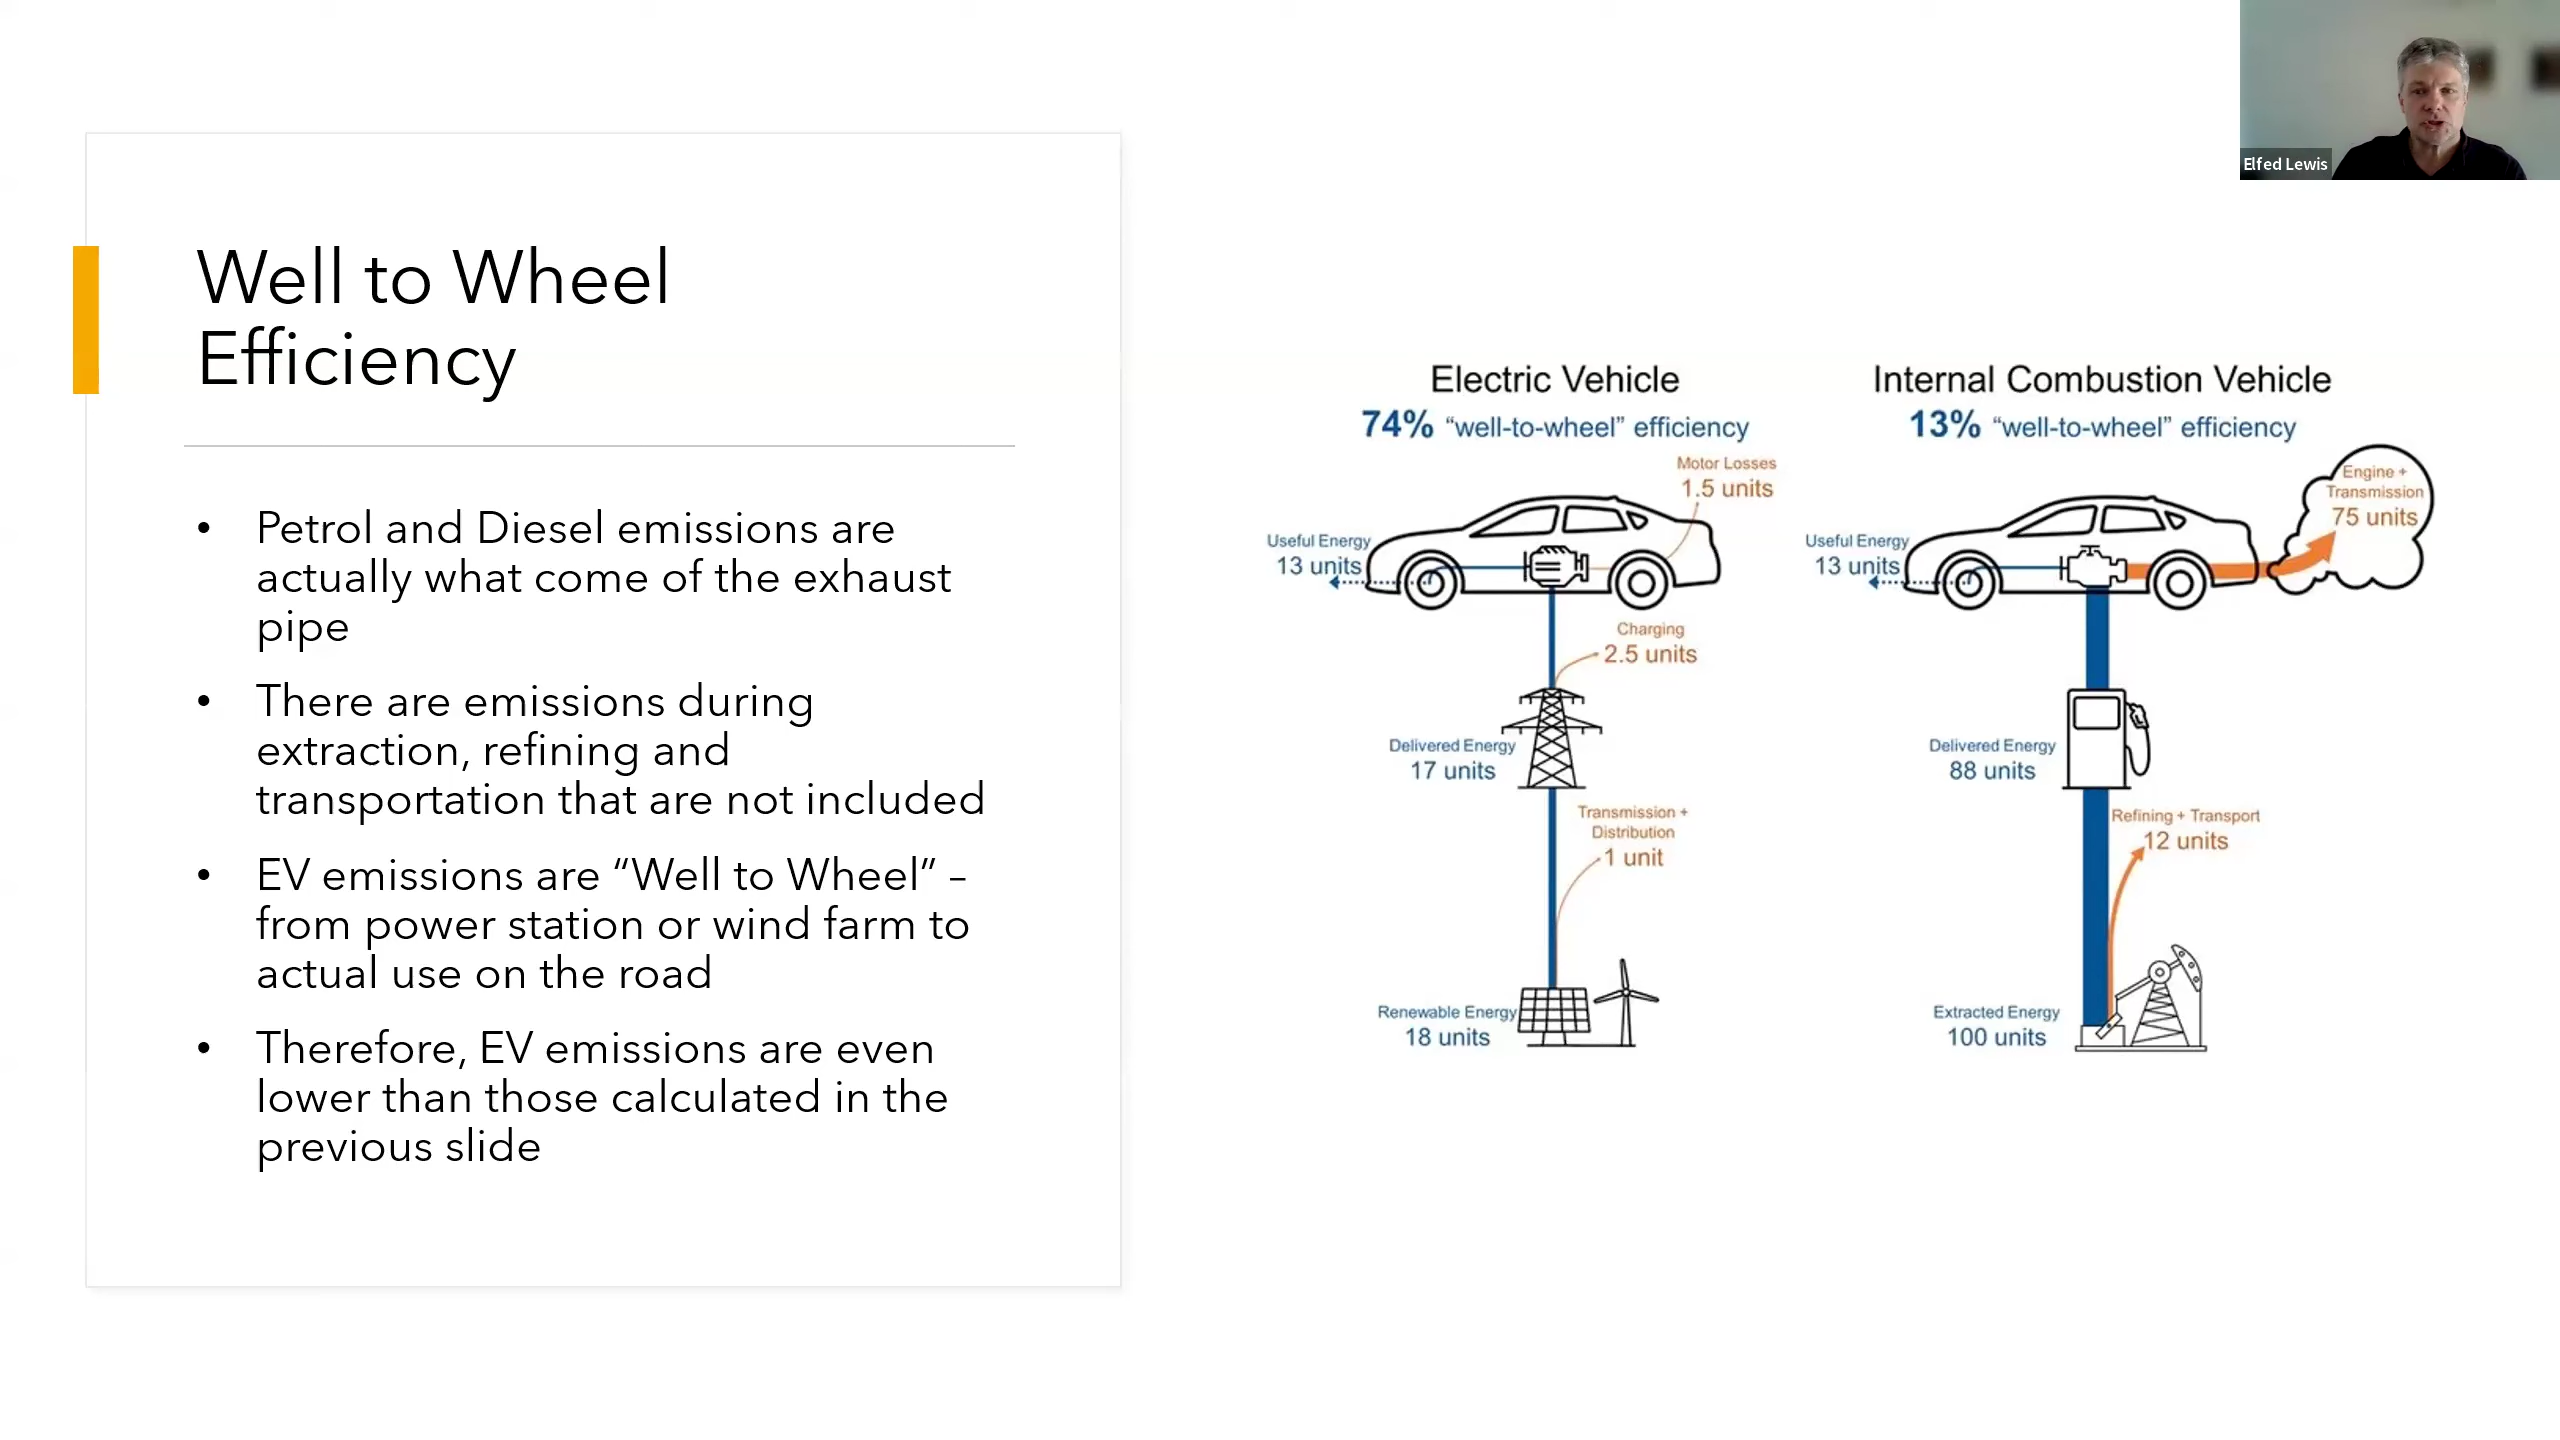 Elfed Lewis
Well to Wheel
Efficiency
• Petrol and Diesel emissions are
actually what come of the exhaust
pipe
• There are emissions during
extraction, refining and
transportation that are not included
• EV emissions are “Well to Wheel” –
from power station or wind farm to
actual use on the road
• Therefore, EV emissions are even
lower than those calculated in the
previous slide
Electric Vehicle
74% “well-to-wheel” efficiency
Motor Losses
1.5 units
Useful Energy
13 units
Charging
2.5 units
Delivered Energy
17 units
Transmission +
Distribution
1 unit
Renewable Energy
18 units
Internal Combustion Vehicle
13% “well-to-wheel” efficiency
Engine +
Transmission
75 units
Useful Energy
13 units
Delivered Energy
88 units
Refining + Transport
12 units
Extracted Energy
100 units